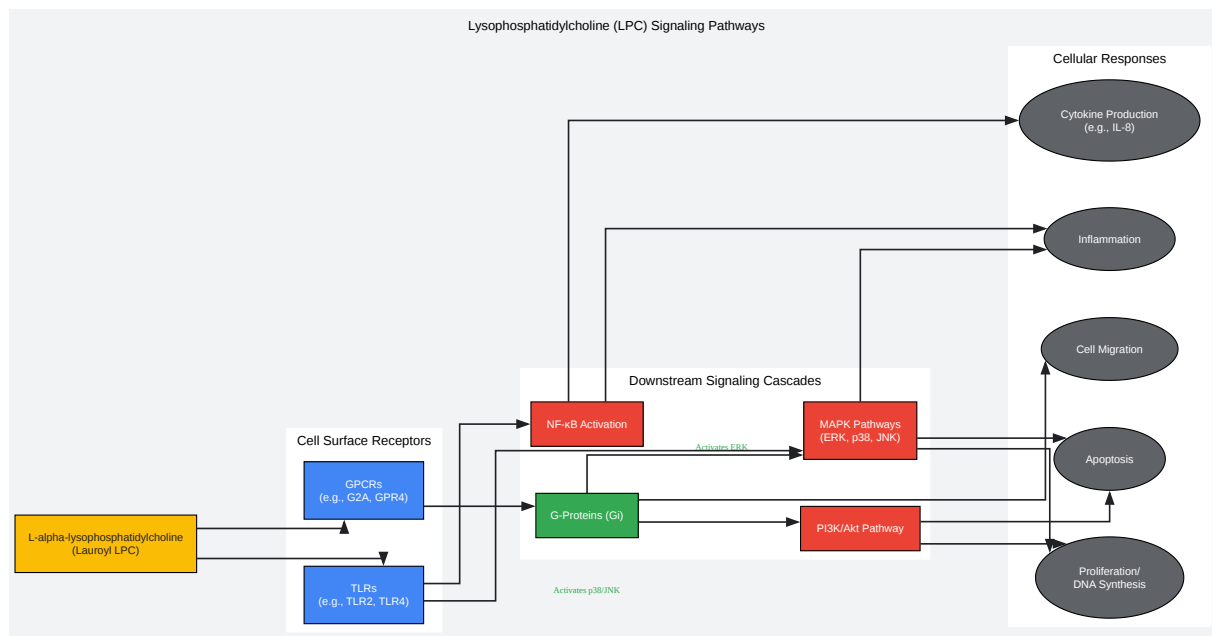 Lysophosphatidylcholine (LPC) Signaling Pathways
Cellular Responses
Cytokine Production
(e.g., IL-8)
Inflammation
Cell Migration
Downstream Signaling Cascades
NF-κB Activation
MAPK Pathways
(ERK, p38, JNK)
Activates ERK
Cell Surface Receptors
GPCRs
(e.g., G2A, GPR4)
Apoptosis
G-Proteins (Gi)
PI3K/Akt Pathway
L-alpha-lysophosphatidylcholine
(Lauroyl LPC)
TLRs
(e.g., TLR2, TLR4)
Activates p38/JNK
Proliferation/
DNA Synthesis